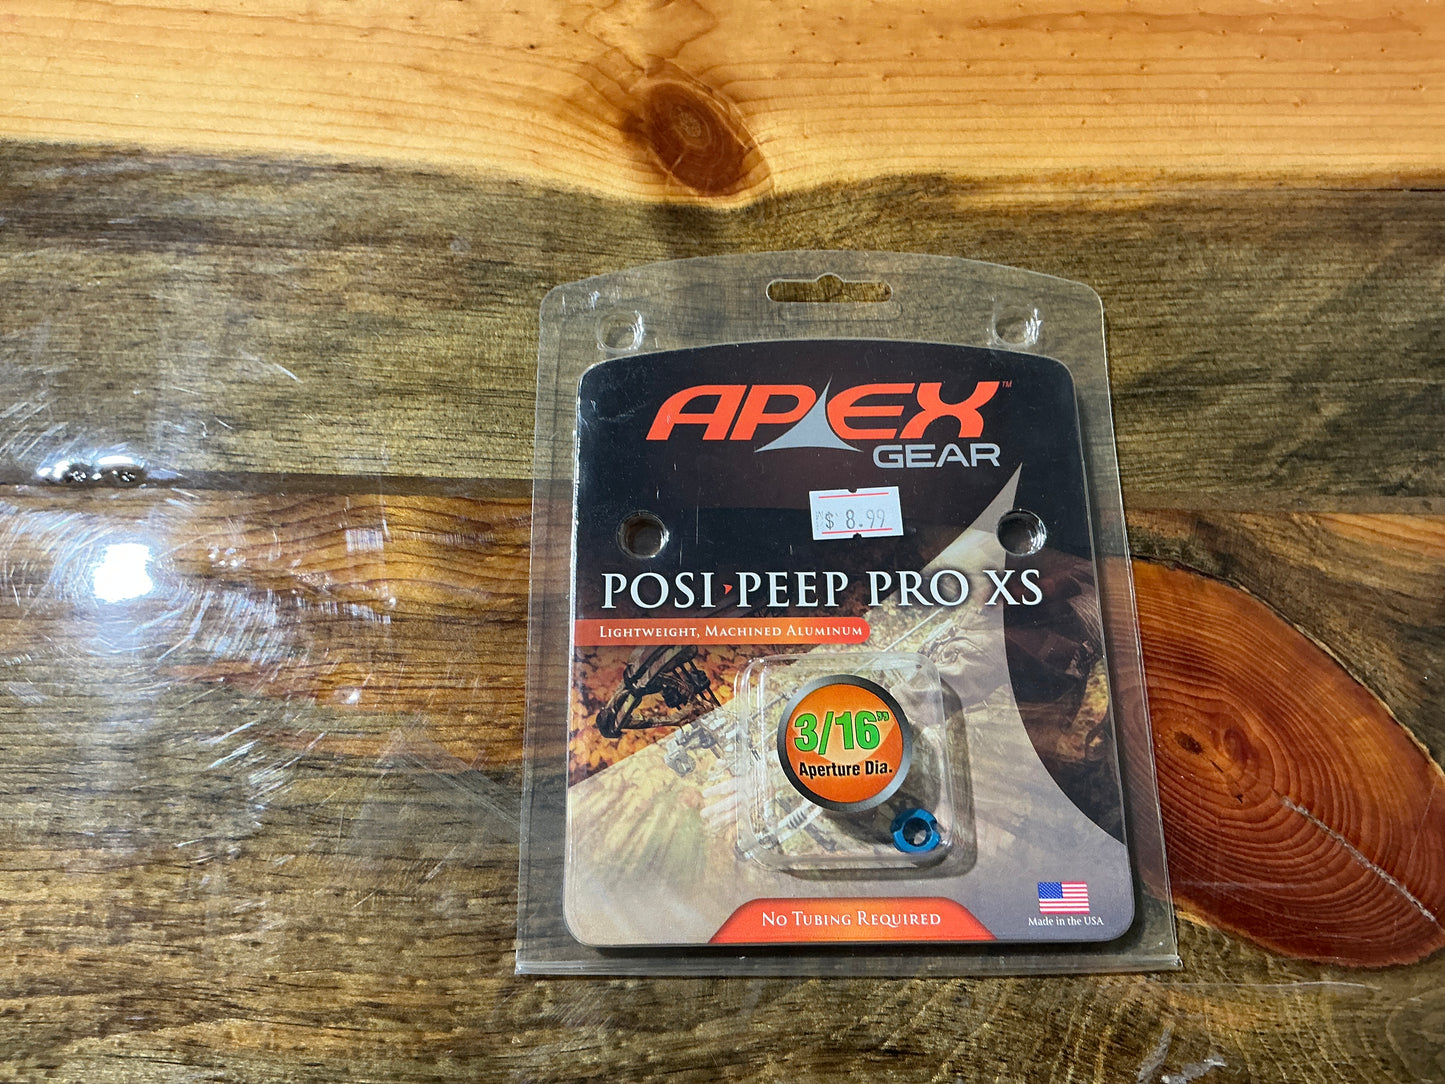 APEX™
GEAR
$ 8.99
POSI PEEP PRO XS
LIGHTWEIGHT, MACHINED ALUMINUM
3/16"
Aperture Dia.
NO TUBING REQUIRED
Made in the USA